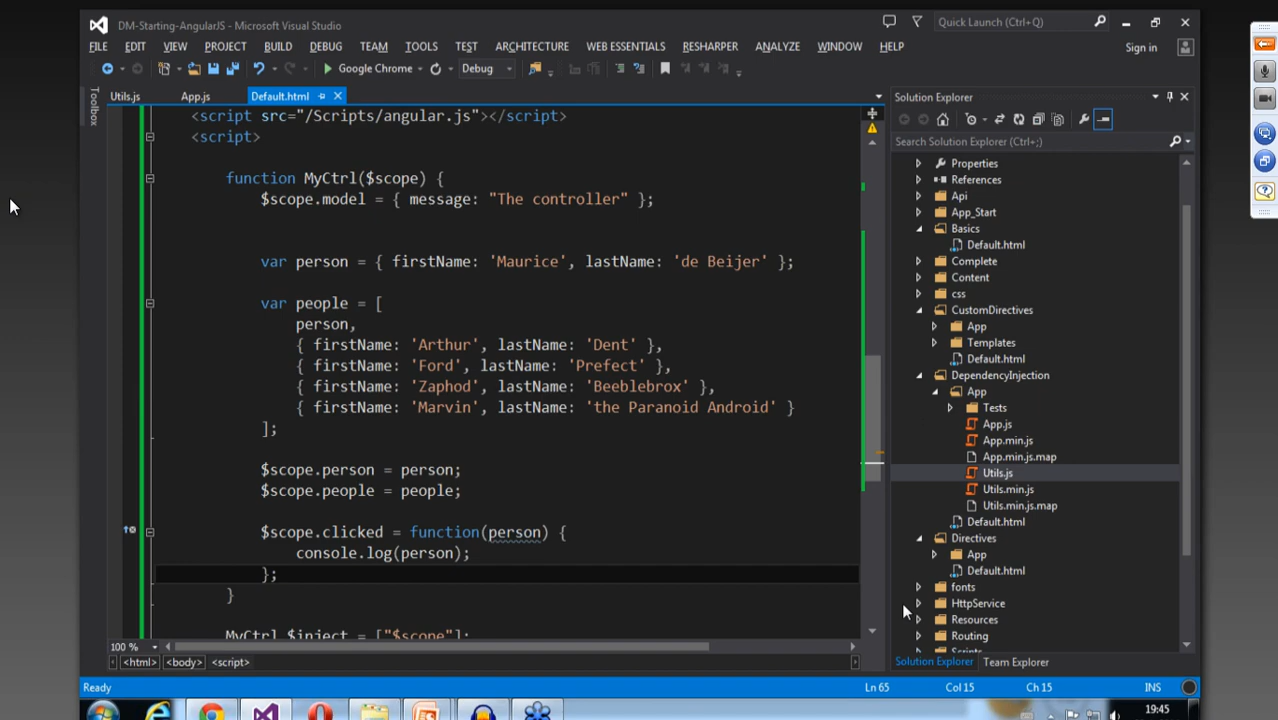 DM-Starting-AngularJS - Microsoft Visual Studio
Quick Launch (Ctrl+Q)
FILE EDIT VIEW PROJECT BUILD DEBUG TEAM TOOLS TEST ARCHITECTURE WEB ESSENTIALS RESHARPER ANALYZE WINDOW HELP
Sign in
Google Chrome
Debug
Toolbox
Utils.js App.js Default.html
<script src="/Scripts/angular.js"></script>
<script>
function MyCtrl($scope) {
$scope.model = { message: "The controller" };
var person = { firstName: 'Maurice', lastName: 'de Beijer' };
var people = [
person,
{ firstName: 'Arthur', lastName: 'Dent' },
{ firstName: 'Ford', lastName: 'Prefect' },
{ firstName: 'Zaphod', lastName: 'Beeblebrox' },
{ firstName: 'Marvin', lastName: 'the Paranoid Android' }
];
$scope.person = person;
$scope.people = people;
$scope.clicked = function(person) {
console.log(person);
};
}
MyCtrl.$inject = ["$scope"];
100 %
<html> <body> <script>
Solution Explorer
Search Solution Explorer (Ctrl+;)
Properties
References
Api
App_Start
Basics
Default.html
Complete
Content
css
CustomDirectives
App
Templates
Default.html
DependencyInjection
App
Tests
App.js
App.min.js
App.min.js.map
Utils.js
Utils.min.js
Utils.min.js.map
Default.html
Directives
App
Default.html
fonts
HttpService
Resources
Routing
Scripts
Solution Explorer Team Explorer
Ready
Ln 65 Col 15 Ch 15 INS
19:45